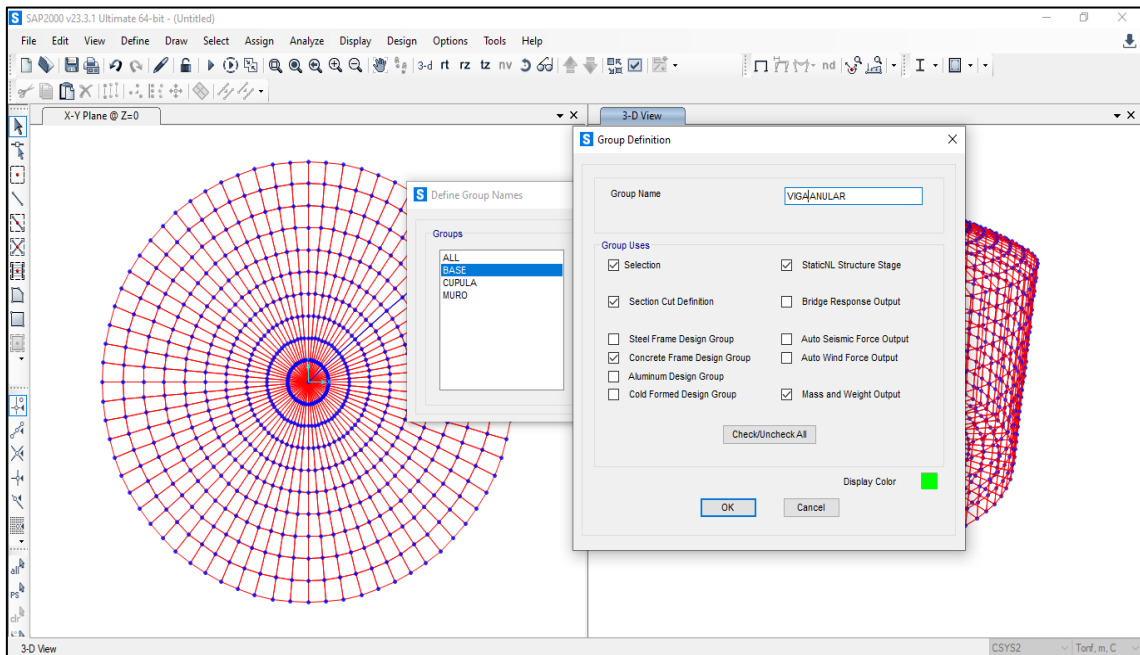 SAP2000 v23.3.1 Ultimate 64-bit - (Untitled)
File Edit View Define Draw Select Assign Analyze Display Design Options Tools Help
3-d rt rz tz nv nd
X-Y Plane @ Z=0
3-D View
Define Group Names
Groups
ALL
BASE
CUPULA
MURO
Group Definition
Group Name VIGA ANULAR
Group Uses
Selection StaticNL Structure Stage
Section Cut Definition Bridge Response Output
Steel Frame Design Group Auto Seismic Force Output
Concrete Frame Design Group Auto Wind Force Output
Aluminum Design Group
Cold Formed Design Group Mass and Weight Output
Check/Uncheck All
Display Color
OK Cancel
all
PS
clr
3-D View CSYS2 Tonf, m, C